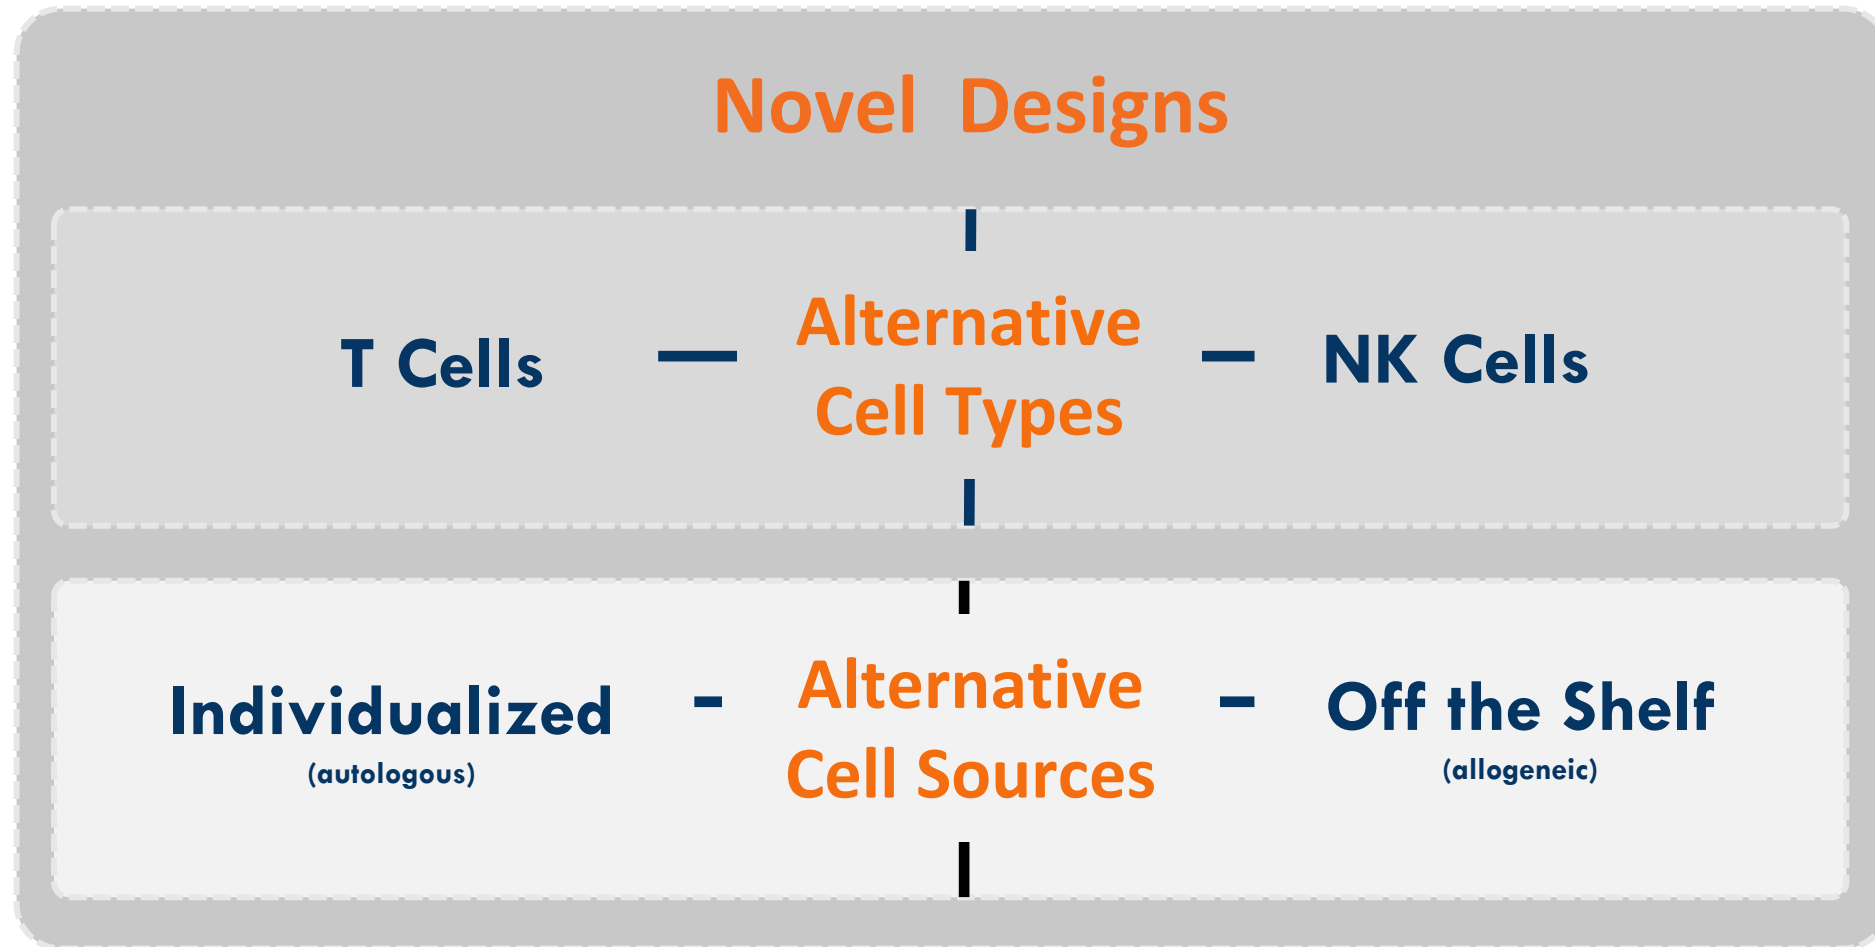 Novel Designs
T Cells
Alternative
Cell Types
NK Cells
Individualized
(autologous)
Alternative
Cell Sources
Off the Shelf
(allogeneic)